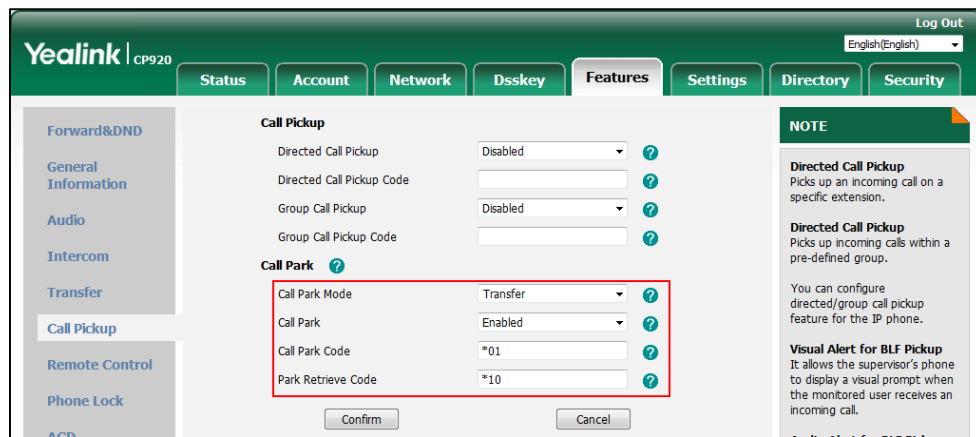 Log Out
Yealink CP920
English(English)
Status Account Network Dsskey Features Settings Directory Security
Forward&DND
General
Information
Audio
Intercom
Transfer
Call Pickup
Remote Control
Phone Lock
Call Pickup
Directed Call Pickup Disabled ?
Directed Call Pickup Code ?
Group Call Pickup Disabled ?
Group Call Pickup Code ?
Call Park ?
Call Park Mode Transfer ?
Call Park Enabled ?
Call Park Code *01 ?
Park Retrieve Code *10 ?
Confirm Cancel
NOTE
Directed Call Pickup
Picks up an incoming call on a
specific extension.
Directed Call Pickup
Picks up incoming calls within a
pre-defined group.
You can configure
directed/group call pickup
feature for the IP phone.
Visual Alert for BLF Pickup
It allows the supervisor's phone
to display a visual prompt when
the monitored user receives an
incoming call.